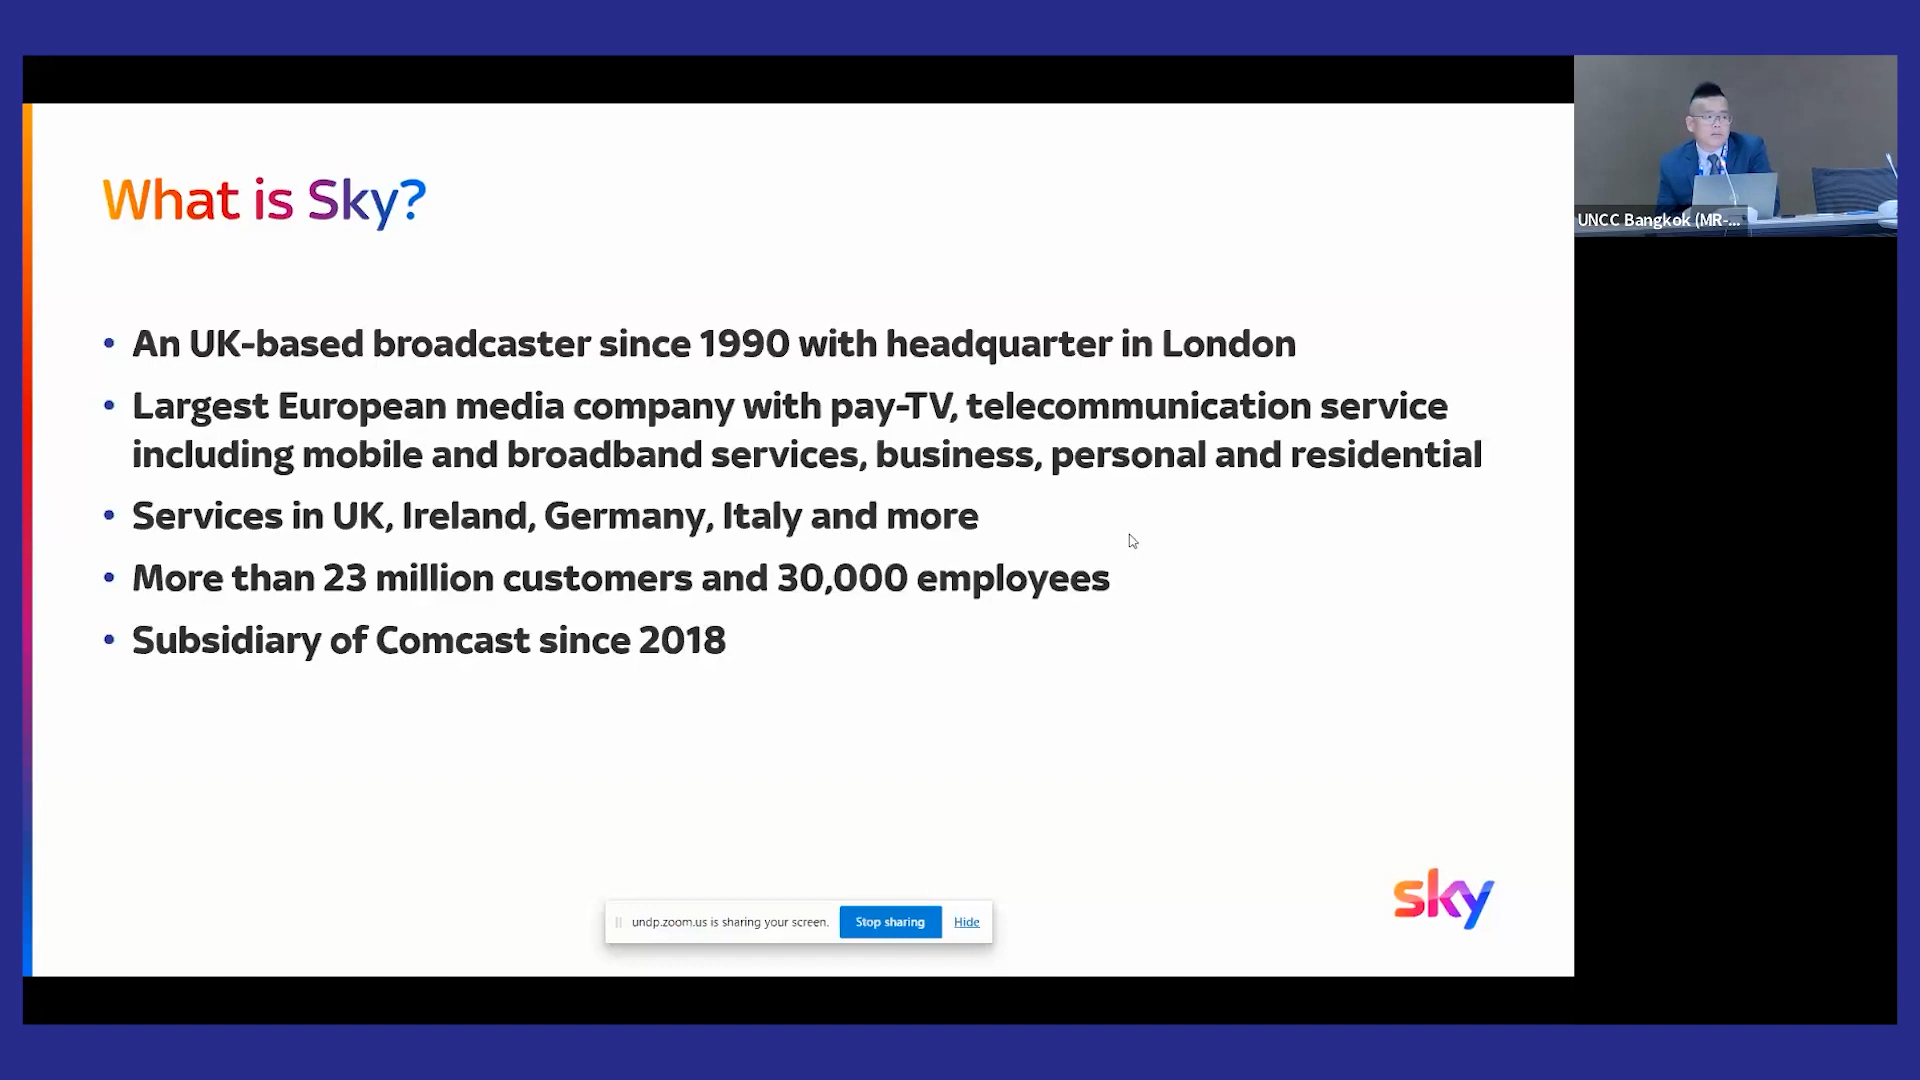 What is Sky?
• An UK-based broadcaster since 1990 with headquarter in London
• Largest European media company with pay-TV, telecommunication service
including mobile and broadband services, business, personal and residential
• Services in UK, Ireland, Germany, Italy and more
• More than 23 million customers and 30,000 employees
• Subsidiary of Comcast since 2018
sky
undp.zoom.us is sharing your screen. Stop sharing Hide
UNCC Bangkok (MR-...